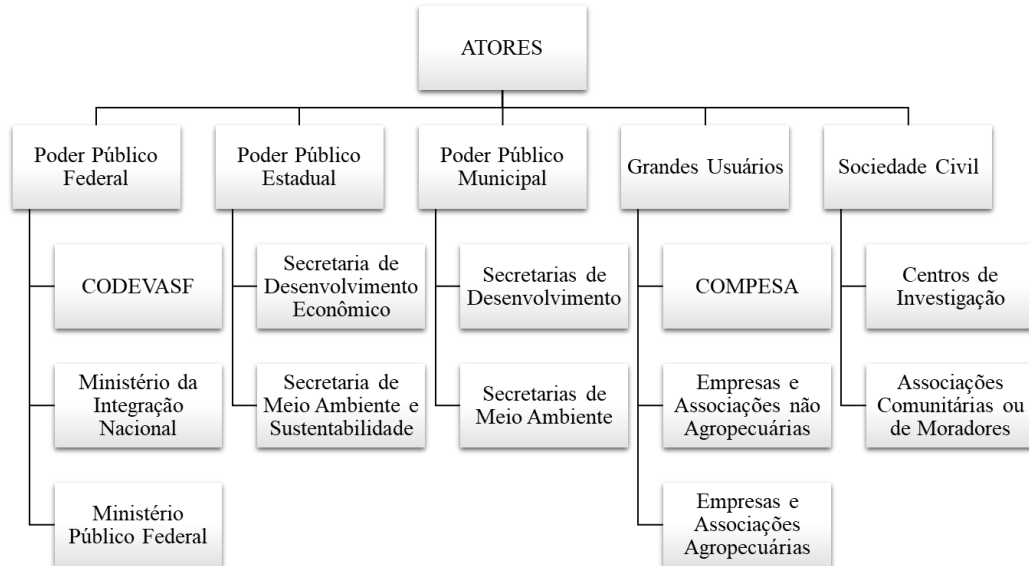 ATORES
Poder Público
Federal
CODEVASF
Ministério da
Integração
Nacional
Ministério
Público Federal
Poder Público
Estadual
Secretaria de
Desenvolvimento
Econômico
Secretaria de
Meio Ambiente e
Sustentabilidade
Poder Público
Municipal
Secretarias de
Desenvolvimento
Secretarias de
Meio Ambiente
Grandes Usuários
COMPESA
Empresas e
Associações não
Agropecuárias
Empresas e
Associações
Agropecuárias
Sociedade Civil
Centros de
Investigação
Associações
Comunitárias ou
de Moradores